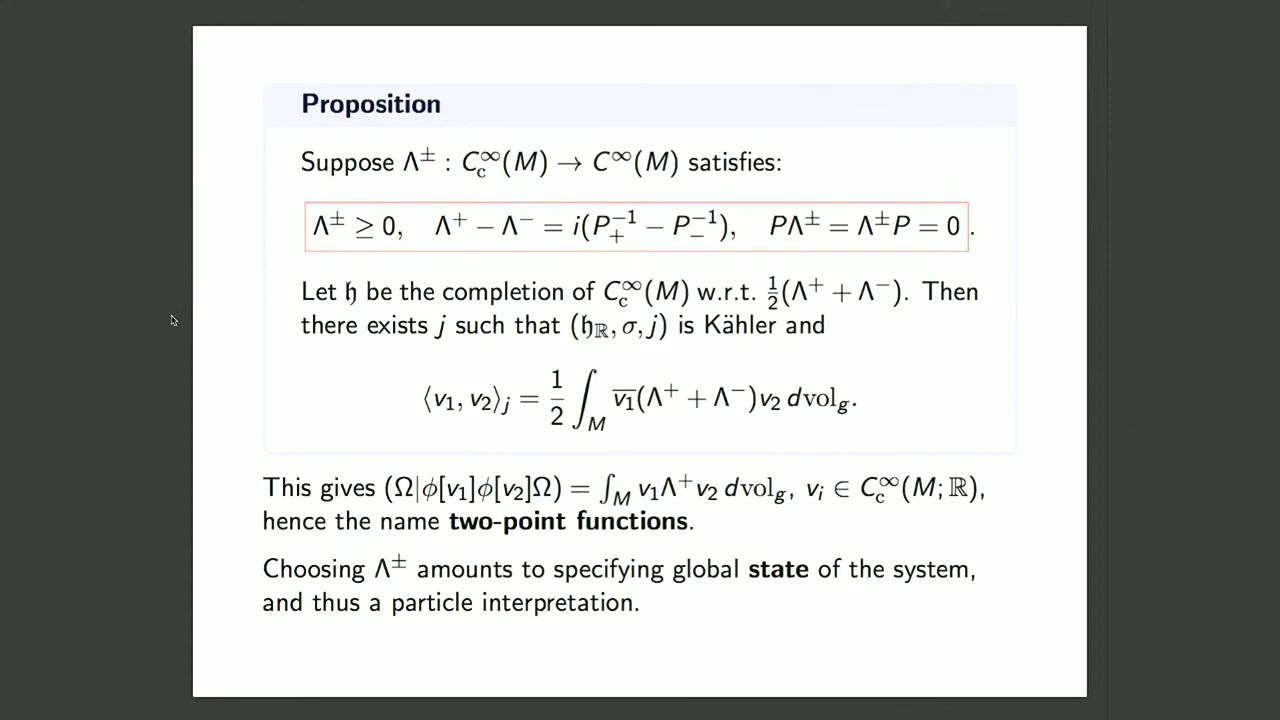 Proposition
Suppose Λ^± : C_c^∞(M) → C^∞(M) satisfies:
Λ^± ≥ 0, Λ^+ − Λ^− = i(P_+^{−1} − P_−^{−1}), PΛ^± = Λ^±P = 0.
Let 𝔥 be the completion of C_c^∞(M) w.r.t. ½(Λ^+ + Λ^−). Then
there exists j such that (𝔥_ℝ, σ, j) is Kähler and
⟨v_1, v_2⟩_j = \frac{1}{2} ∫_M \overline{v_1}(Λ^+ + Λ^−)v_2 dvol_g.
This gives (Ω|ϕ[v_1]ϕ[v_2]Ω) = ∫_M v_1Λ^+v_2 dvol_g, v_i ∈ C_c^∞(M; ℝ),
hence the name two-point functions.
Choosing Λ^± amounts to specifying global state of the system,
and thus a particle interpretation.